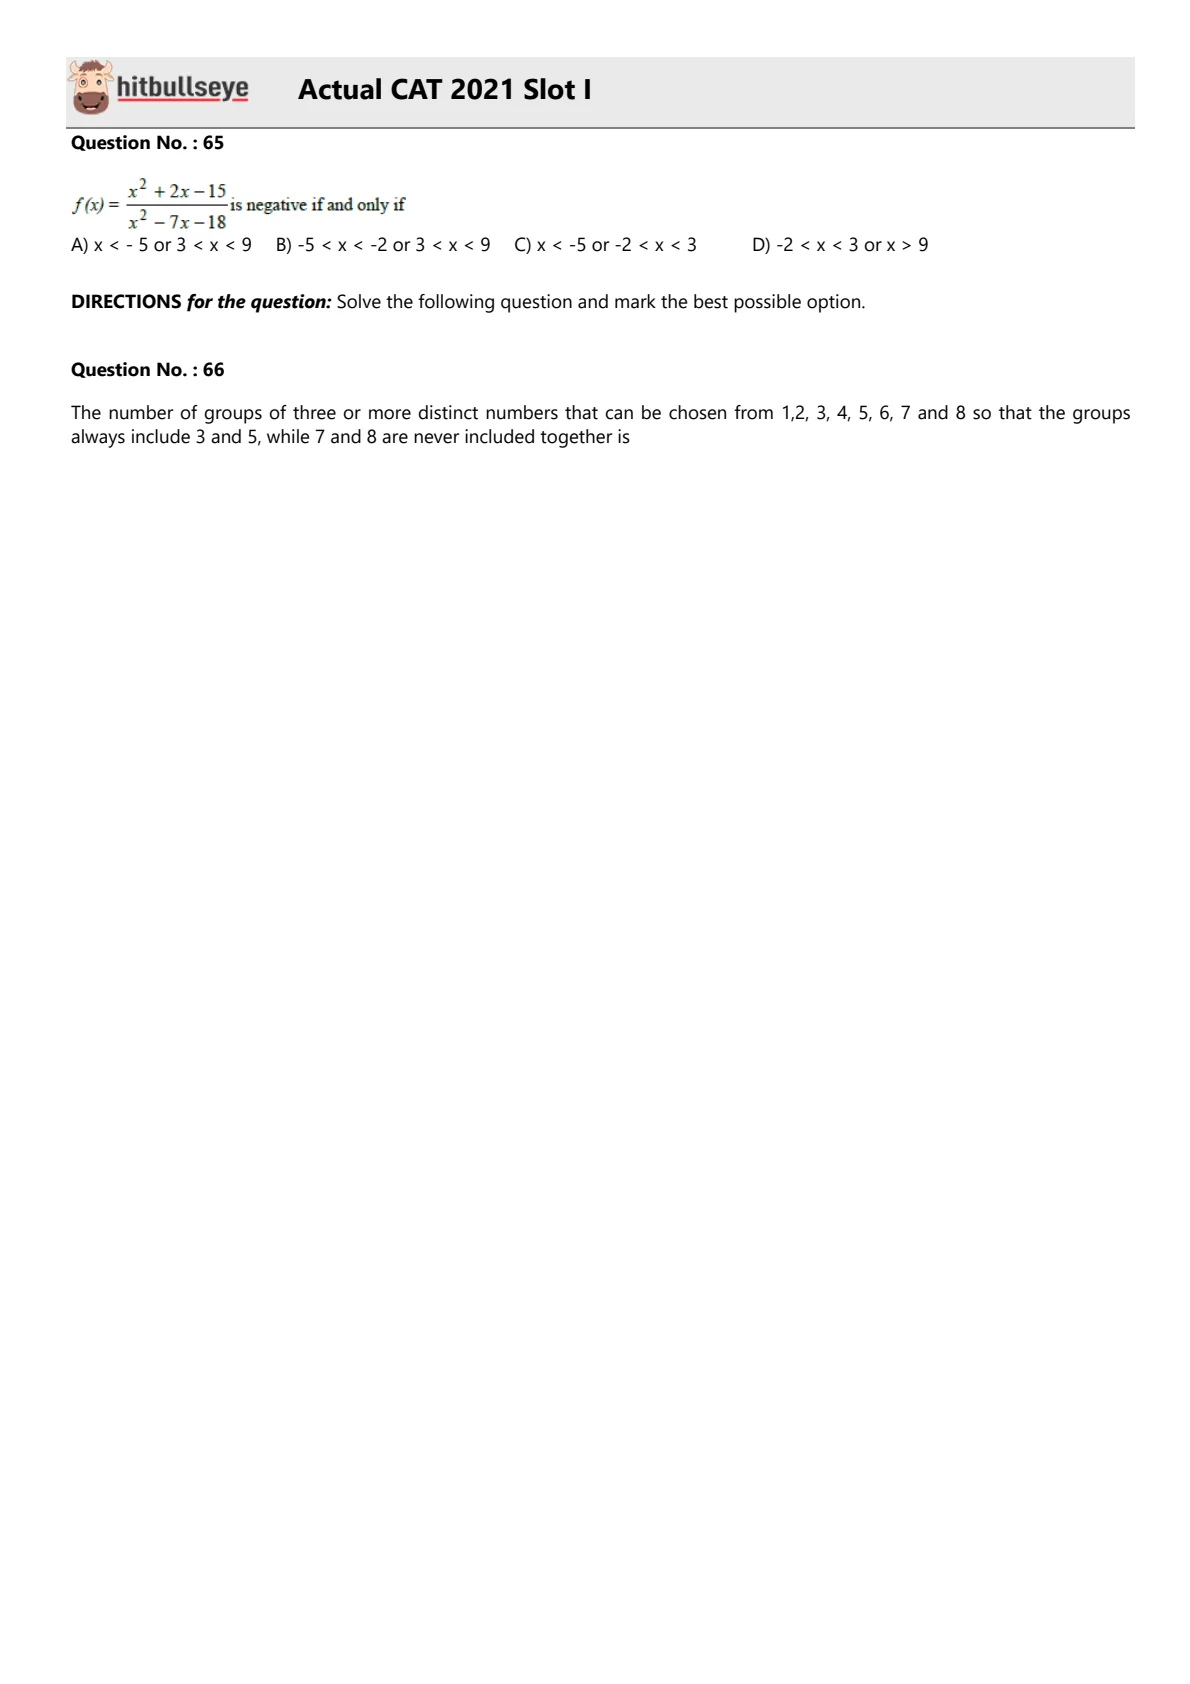 hitbullseye Actual CAT 2021 Slot I
Question No. : 65
f(x) = (x² + 2x – 15)/(x² – 7x – 18) is negative if and only if
A) x < - 5 or 3 < x < 9 B) -5 < x < -2 or 3 < x < 9 C) x < -5 or -2 < x < 3 D) -2 < x < 3 or x > 9
DIRECTIONS for the question: Solve the following question and mark the best possible option.
Question No. : 66
The number of groups of three or more distinct numbers that can be chosen from 1,2, 3, 4, 5, 6, 7 and 8 so that the groups
always include 3 and 5, while 7 and 8 are never included together is